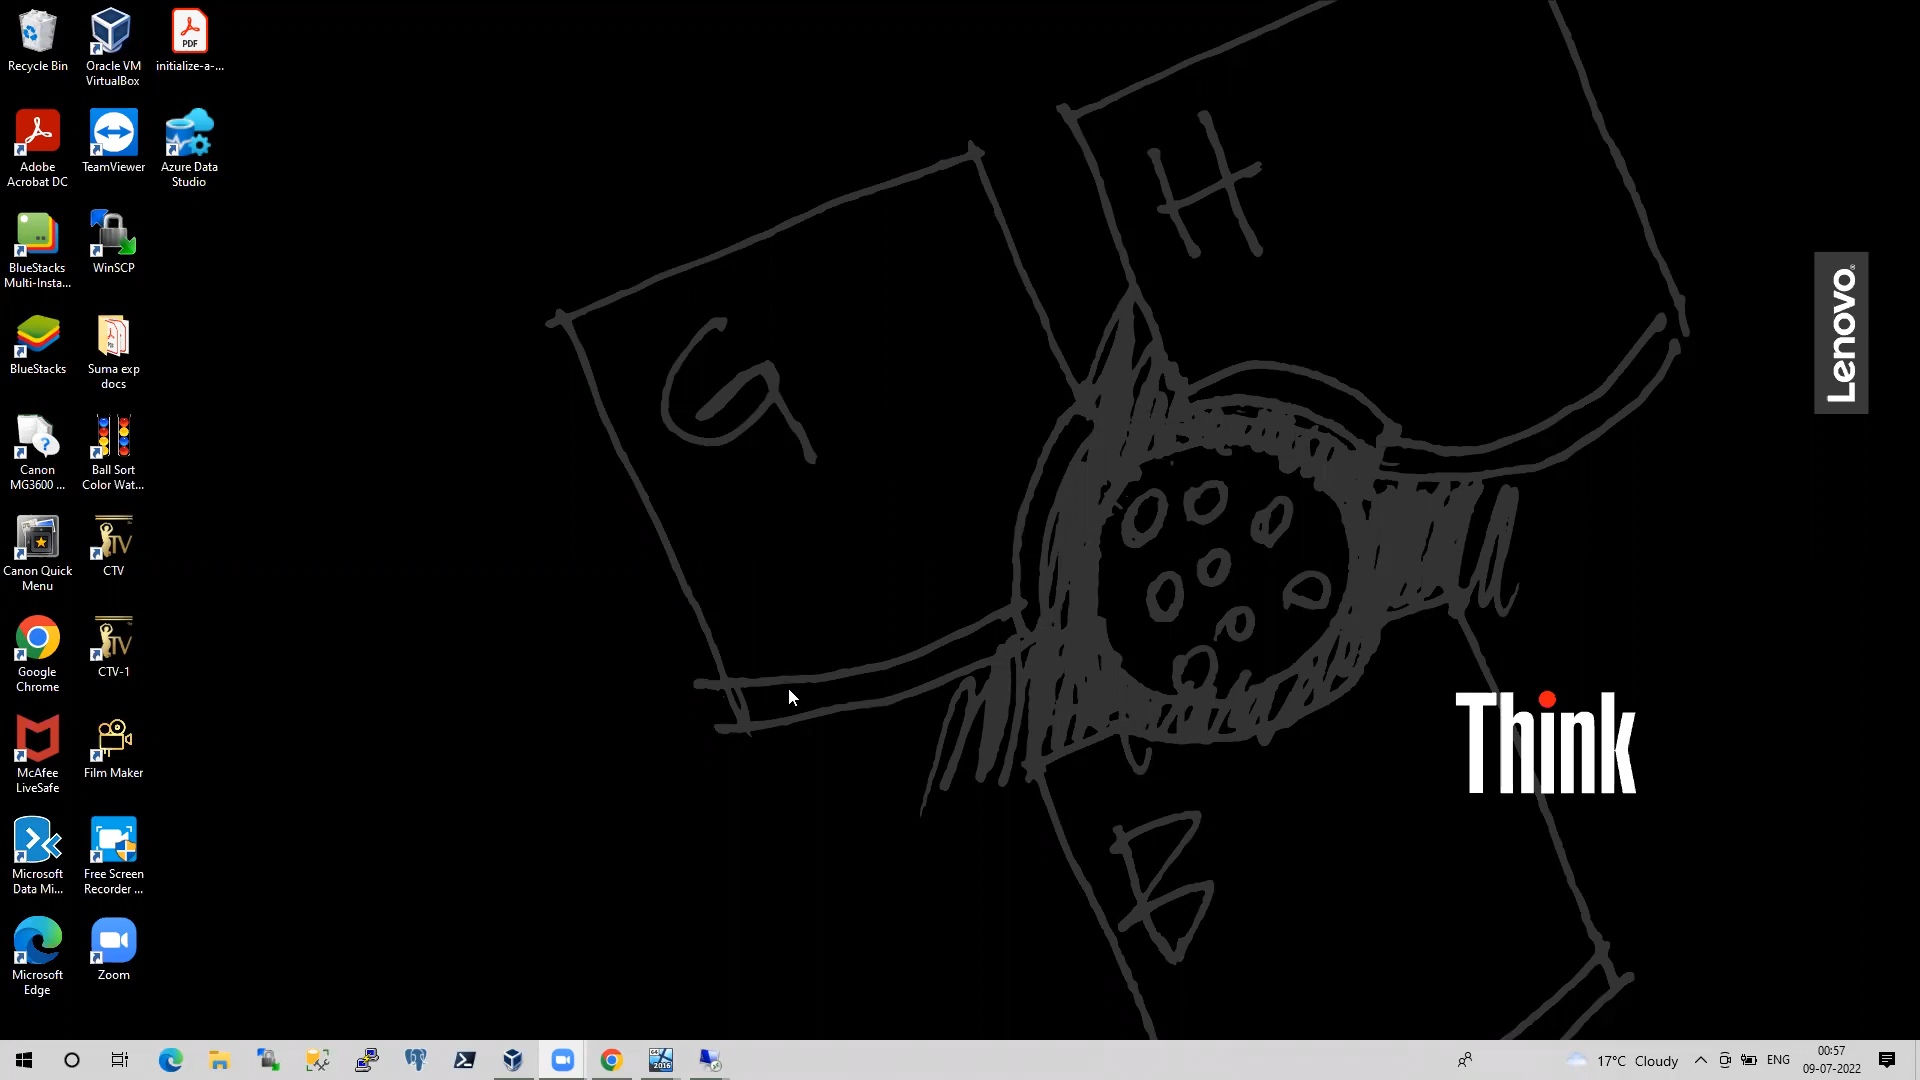 Recycle Bin
Oracle VM
VirtualBox
PDF
initialize-a-...
Adobe
Acrobat DC
TeamViewer
Azure Data
Studio
BlueStacks
Multi-Insta...
WinSCP
BlueStacks
Suma exp
docs
Canon
MG3600 ...
Ball Sort
Color Wat...
Canon Quick
Menu
CTV
Google
Chrome
CTV-1
McAfee
LiveSafe
Film Maker
Microsoft
Data Mi...
Free Screen
Recorder ...
Microsoft
Edge
Zoom
G
H
B
Lenovo
Think
2016
17°C Cloudy
ENG
00:57
09-07-2022